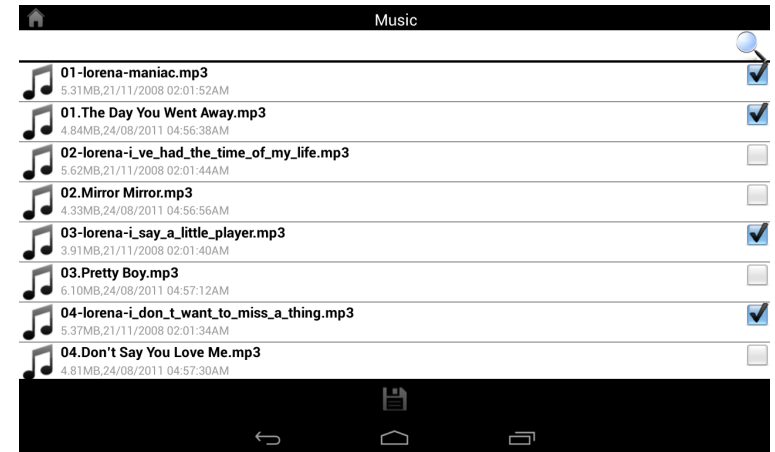 Music
01-lorena-maniac.mp3
5.31MB,21/11/2008 02:01:52AM
01.The Day You Went Away.mp3
4.84MB,24/08/2011 04:56:38AM
02-lorena-i_ve_had_the_time_of_my_life.mp3
5.62MB,21/11/2008 02:01:44AM
02.Mirror Mirror.mp3
4.33MB,24/08/2011 04:56:56AM
03-lorena-i_say_a_little_player.mp3
3.91MB,21/11/2008 02:01:40AM
03.Pretty Boy.mp3
6.10MB,24/08/2011 04:57:12AM
04-lorena-i_don_t_want_to_miss_a_thing.mp3
5.37MB,21/11/2008 02:01:34AM
04.Don't Say You Love Me.mp3
4.81MB,24/08/2011 04:57:30AM